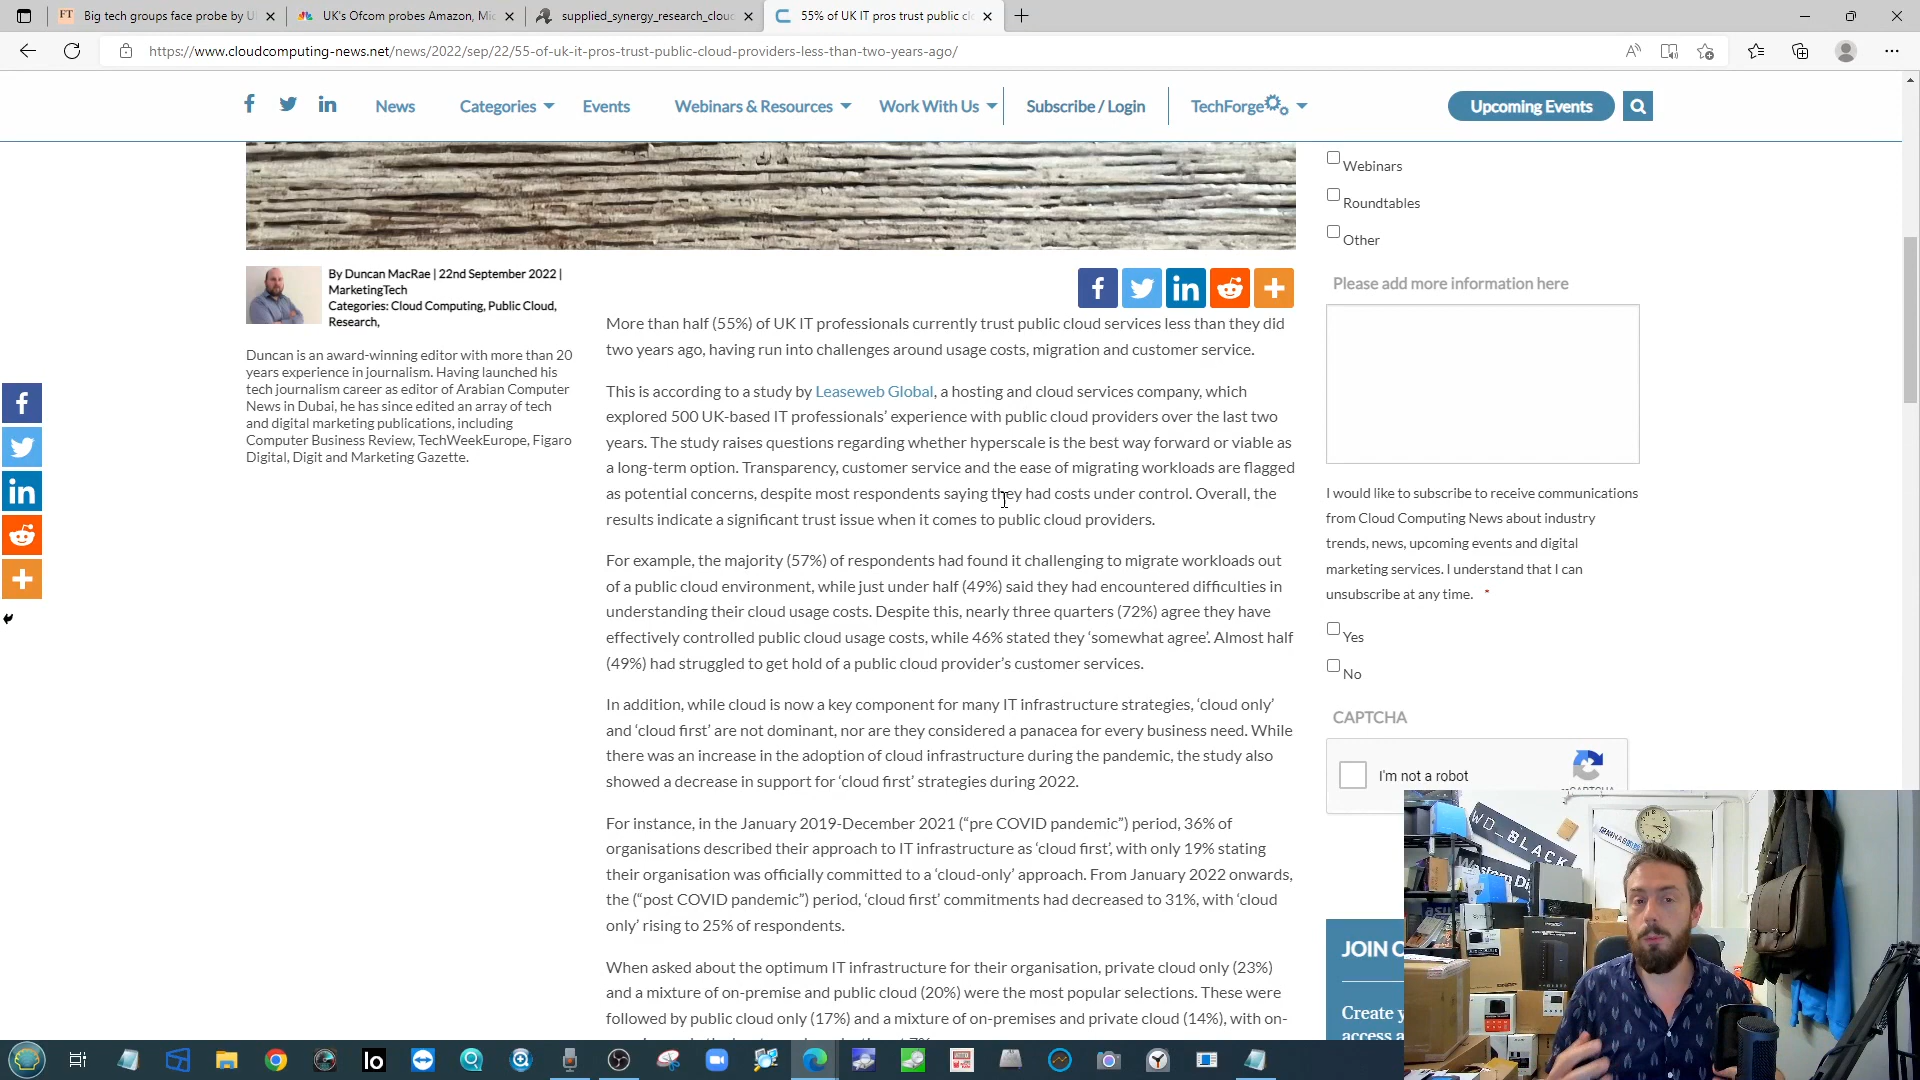 Big tech groups face probe by U
UK's Ofcom probes Amazon, Mi
supplied_synergy_research_cloud
55% of UK IT pros trust public cl
https://www.cloudcomputing-news.net/news/2022/sep/22/55-of-uk-it-pros-trust-public-cloud-providers-less-than-two-years-ago/
News
Categories
Events
Webinars & Resources
Work With Us
Subscribe / Login
TechForge
Upcoming Events
Webinars
Roundtables
Other
Please add more information here
By Duncan MacRae | 22nd September 2022 |
MarketingTech
Categories: Cloud Computing, Public Cloud,
Research,
Duncan is an award-winning editor with more than 20
years experience in journalism. Having launched his
tech journalism career as editor of Arabian Computer
News in Dubai, he has since edited an array of tech
and digital marketing publications, including
Computer Business Review, TechWeekEurope, Figaro
Digital, Digit and Marketing Gazette.
More than half (55%) of UK IT professionals currently trust public cloud services less than they did
two years ago, having run into challenges around usage costs, migration and customer service.
This is according to a study by Leaseweb Global, a hosting and cloud services company, which
explored 500 UK-based IT professionals' experience with public cloud providers over the last two
years. The study raises questions regarding whether hyperscale is the best way forward or viable as
a long-term option. Transparency, customer service and the ease of migrating workloads are flagged
as potential concerns, despite most respondents saying they had costs under control. Overall, the
results indicate a significant trust issue when it comes to public cloud providers.
For example, the majority (57%) of respondents had found it challenging to migrate workloads out
of a public cloud environment, while just under half (49%) said they had encountered difficulties in
understanding their cloud usage costs. Despite this, nearly three quarters (72%) agree they have
effectively controlled public cloud usage costs, while 46% stated they 'somewhat agree'. Almost half
(49%) had struggled to get hold of a public cloud provider's customer services.
In addition, while cloud is now a key component for many IT infrastructure strategies, 'cloud only'
and 'cloud first' are not dominant, nor are they considered a panacea for every business need. While
there was an increase in the adoption of cloud infrastructure during the pandemic, the study also
showed a decrease in support for 'cloud first' strategies during 2022.
For instance, in the January 2019-December 2021 ("pre COVID pandemic") period, 36% of
organisations described their approach to IT infrastructure as 'cloud first', with only 19% stating
their organisation was officially committed to a 'cloud-only' approach. From January 2022 onwards,
the ("post COVID pandemic") period, 'cloud first' commitments had decreased to 31%, with 'cloud
only' rising to 25% of respondents.
When asked about the optimum IT infrastructure for their organisation, private cloud only (23%)
and a mixture of on-premise and public cloud (20%) were the most popular selections. These were
followed by public cloud only (17%) and a mixture of on-premises and private cloud (14%), with on-
I would like to subscribe to receive communications
from Cloud Computing News about industry
trends, news, upcoming events and digital
marketing services. I understand that I can
unsubscribe at any time. *
Yes
No
CAPTCHA
I'm not a robot
JOIN
Create
access a
WD_BLACK
Western Di